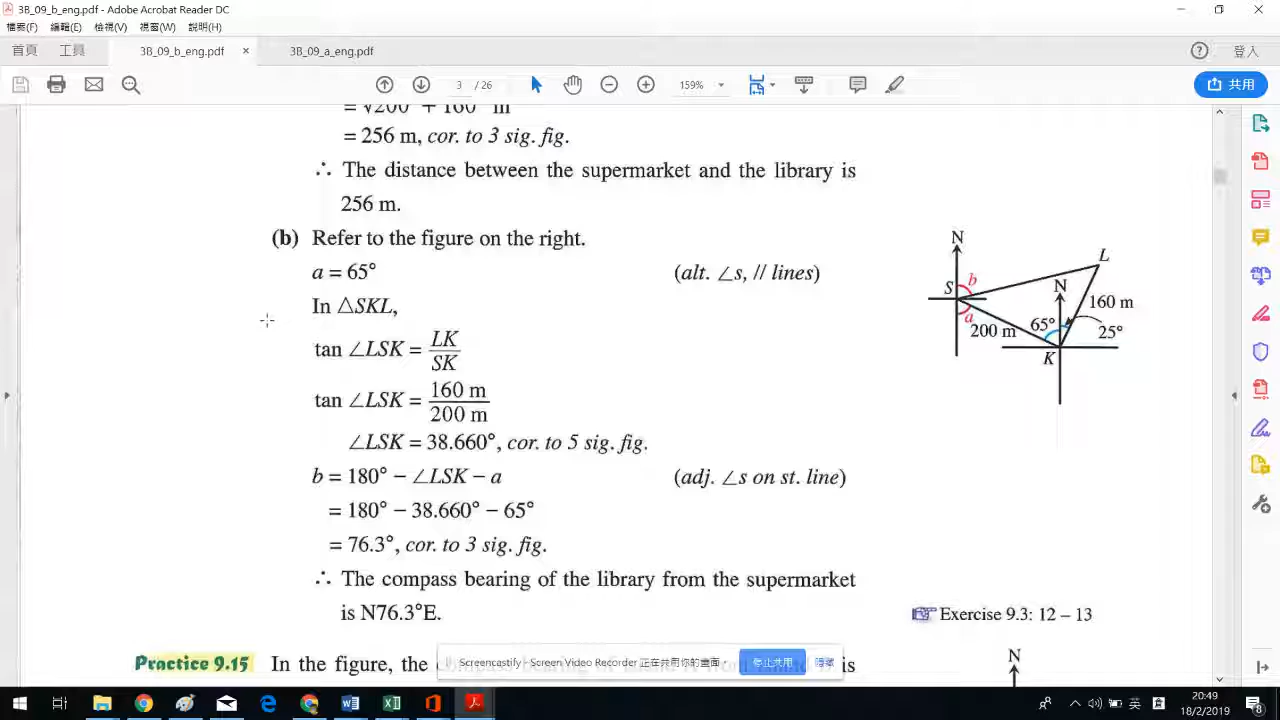 3B_09_b_eng.pdf - Adobe Acrobat Reader DC
檔案(F) 編輯(E) 檢視(V) 視窗(W) 說明(H)
首頁 工具 3B_09_b_eng.pdf × 3B_09_a_eng.pdf 登入
3 / 26 159% 共用
= √200² + 160² m
= 256 m, cor. to 3 sig. fig.
∴ The distance between the supermarket and the library is
256 m.
(b) Refer to the figure on the right.
a = 65° (alt. ∠s, // lines)
In △SKL,
tan ∠LSK = LK
SK
tan ∠LSK = 160 m
200 m
∠LSK = 38.660°, cor. to 5 sig. fig.
b = 180° − ∠LSK − a (adj. ∠s on st. line)
= 180° − 38.660° − 65°
= 76.3°, cor. to 3 sig. fig.
∴ The compass bearing of the library from the supermarket
is N76.3°E.
N
L
S b N
160 m
a
200 m 65° 25°
K
Exercise 9.3: 12 – 13
Practice 9.15 In the figure, the is
N
Screencastify - Screen Video Recorder 正在共用你的畫面。 停止共用 隱藏
英
20:49
18/2/2019
8